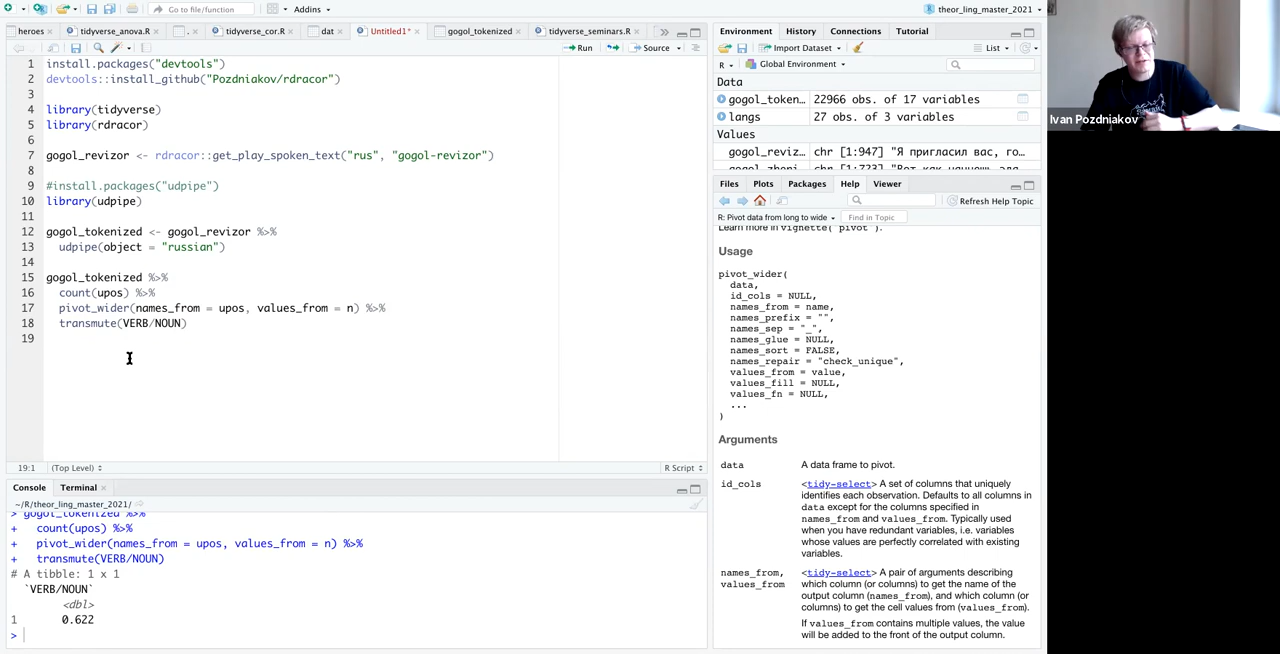 Go to file/function
Addins
theor_ling_master_2021
heroes
tidyverse_anova.R
tidyverse_cor.R
dat
Untitled1*
gogol_tokenized
tidyverse_seminars.R
Run
Source
1 install.packages("devtools")
2 devtools::install_github("Pozdniakov/rdracor")
3
4 library(tidyverse)
5 library(rdracor)
6
7 gogol_revizor <- rdracor::get_play_spoken_text("rus", "gogol-revizor")
8
9 #install.packages("udpipe")
10 library(udpipe)
11
12 gogol_tokenized <- gogol_revizor %>%
13 udpipe(object = "russian")
14
15 gogol_tokenized %>%
16 count(upos) %>%
17 pivot_wider(names_from = upos, values_from = n) %>%
18 transmute(VERB/NOUN)
19
19:1 (Top Level) R Script
Console Terminal
~/R/theor_ling_master_2021/
> gogol_tokenized %>%
+ count(upos) %>%
+ pivot_wider(names_from = upos, values_from = n) %>%
+ transmute(VERB/NOUN)
# A tibble: 1 x 1
`VERB/NOUN`
<dbl>
1 0.622
>
Environment History Connections Tutorial
Import Dataset List
R Global Environment
Data
gogol_token… 22966 obs. of 17 variables
langs 27 obs. of 3 variables
Values
gogol_reviz… chr [1:947] "Я пригласил вас, го…
Files Plots Packages Help Viewer
Refresh Help Topic
R: Pivot data from long to wide Find in Topic
Learn more in vignette("pivot").
Usage
pivot_wider(
data,
id_cols = NULL,
names_from = name,
names_prefix = "",
names_sep = "_",
names_glue = NULL,
names_sort = FALSE,
names_repair = "check_unique",
values_from = value,
values_fill = NULL,
values_fn = NULL,
...
)
Arguments
data A data frame to pivot.
id_cols <tidy-select> A set of columns that uniquely
identifies each observation. Defaults to all columns in
data except for the columns specified in
names_from and values_from. Typically used
when you have redundant variables, i.e. variables
whose values are perfectly correlated with existing
variables.
names_from, <tidy-select> A pair of arguments describing
values_from which column (or columns) to get the name of the
output column (names_from), and which column (or
columns) to get the cell values from (values_from).
If values_from contains multiple values, the value
will be added to the front of the output column.
Ivan Pozdniakov